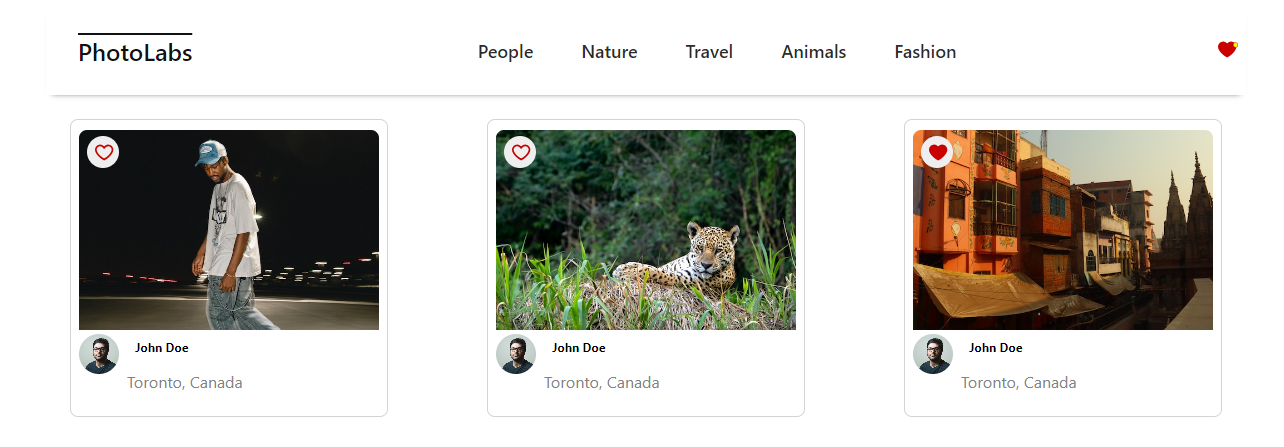 PhotoLabs
People
Nature
Travel
Animals
Fashion
John Doe
Toronto, Canada
John Doe
Toronto, Canada
John Doe
Toronto, Canada